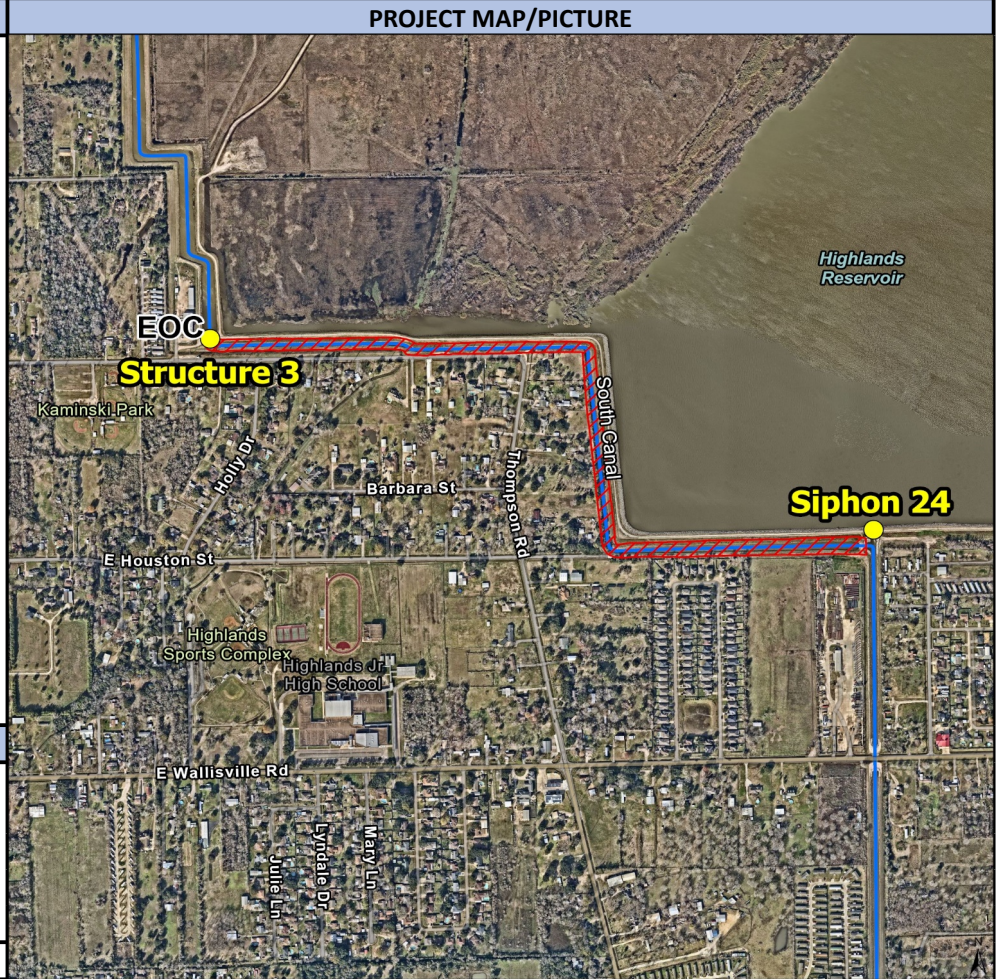 PROJECT MAP/PICTURE
Highlands
Reservoir
EOC
Structure 3
Kaminski Park
South Canal
Holly Dr
Thompson Rd
Barbara St
Siphon 24
E Houston St
Highlands
Sports Complex
Highlands Jr
High School
E Wallisville Rd
Julie Ln
Lyndale Dr
Mary Ln
N